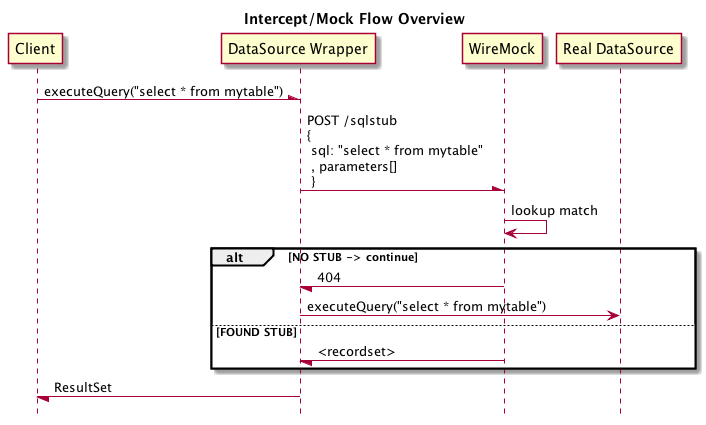 Intercept/Mock Flow Overview
Client
DataSource Wrapper
WireMock
Real DataSource
executeQuery("select * from mytable")
POST /sqlstub
{
sql: "select * from mytable"
, parameters[]
}
lookup match
alt
[NO STUB -> continue]
404
executeQuery("select * from mytable")
[FOUND STUB]
<recordset>
ResultSet